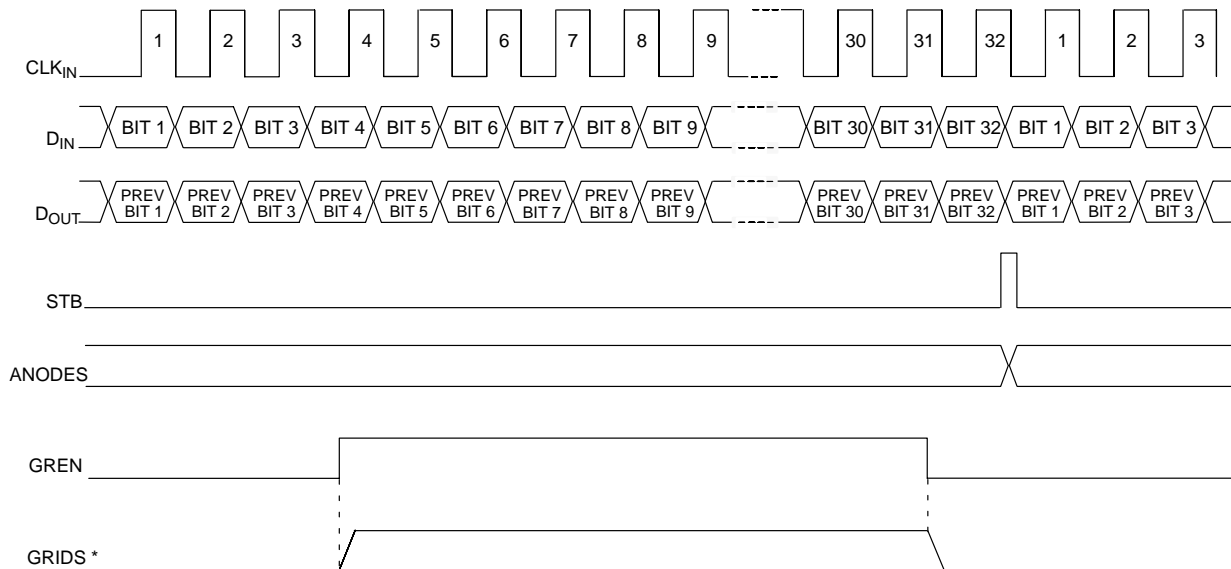 1 2 3 4 5 6 7 8 9 30 31 32 1 2 3
CLKIN
BIT 1 BIT 2 BIT 3 BIT 4 BIT 5 BIT 6 BIT 7 BIT 8 BIT 9 BIT 30 BIT 31 BIT 32 BIT 1 BIT 2 BIT 3
DIN
PREV PREV PREV PREV PREV PREV PREV PREV PREV PREV PREV PREV PREV PREV PREV
BIT 1 BIT 2 BIT 3 BIT 4 BIT 5 BIT 6 BIT 7 BIT 8 BIT 9 BIT 30 BIT 31 BIT 32 BIT 1 BIT 2 BIT 3
DOUT
STB
ANODES
GREN
GRIDS *